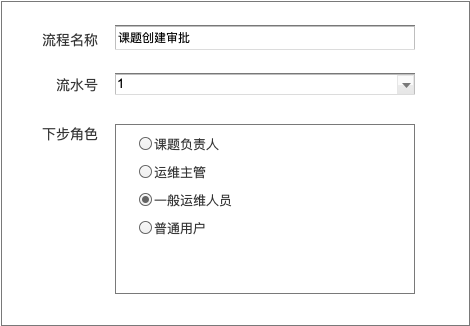 流程名称 课题创建审批
流水号 1
下步角色
课题负责人
运维主管
一般运维人员
普通用户